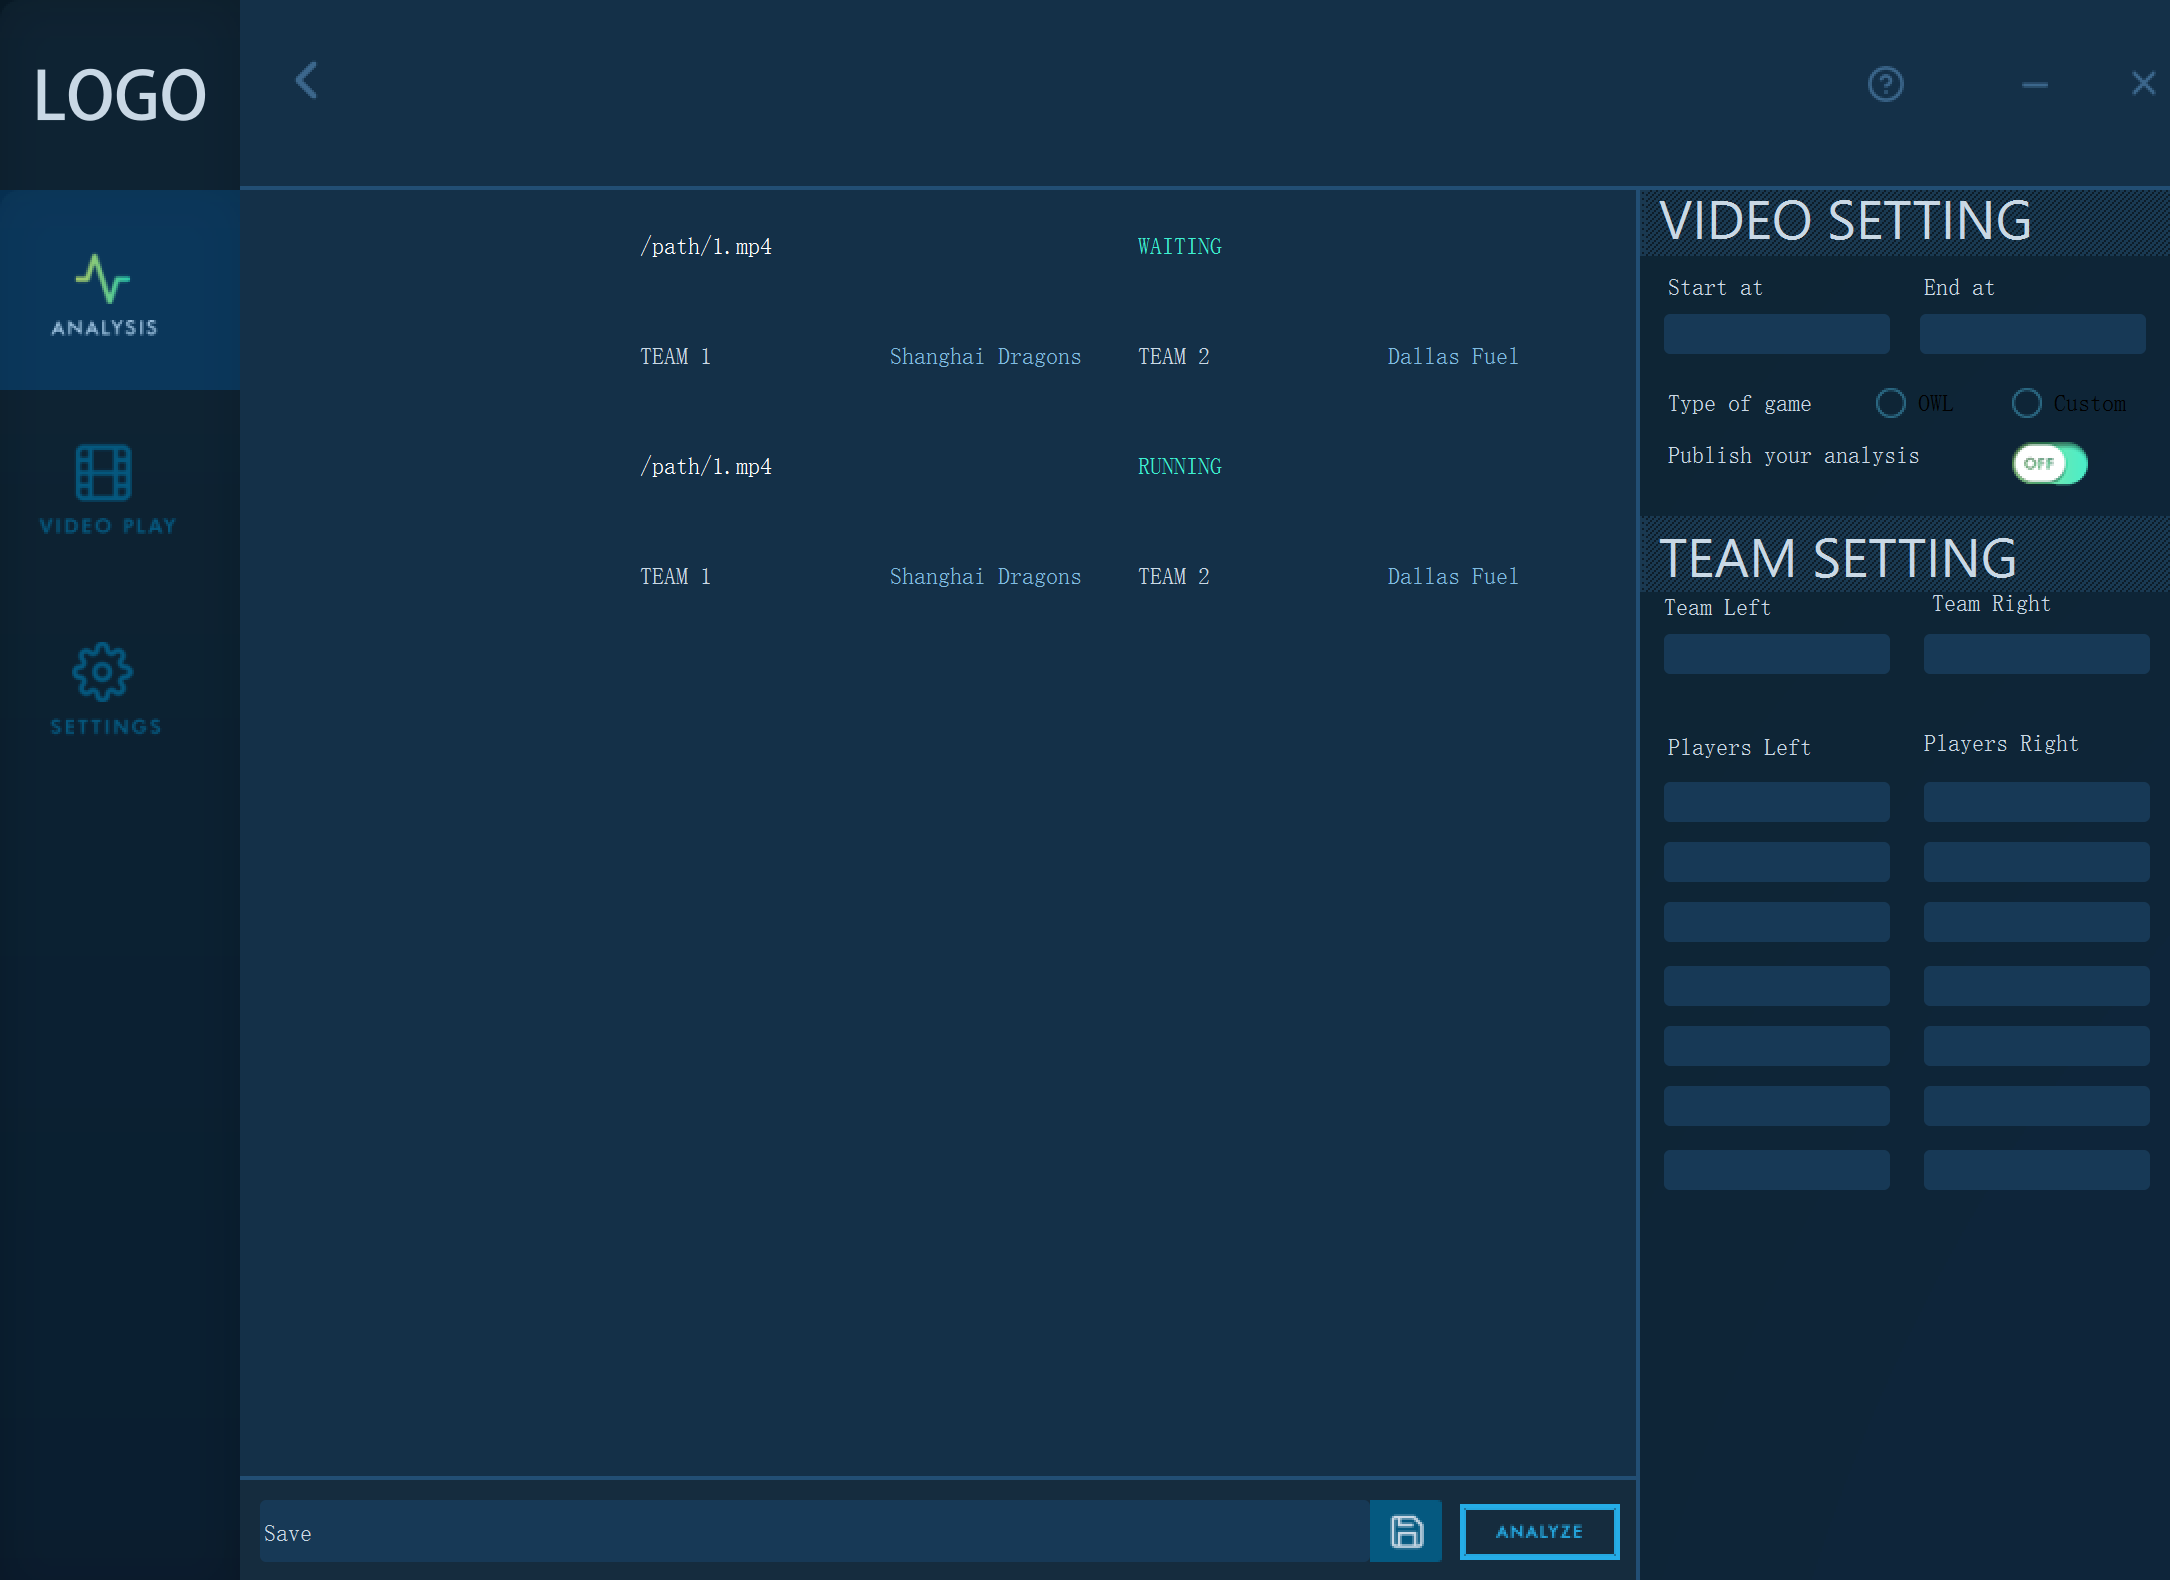 LOGO
ANALYSIS
VIDEO PLAY
SETTINGS
/path/1.mp4 WAITING
TEAM 1 Shanghai Dragons TEAM 2 Dallas Fuel
/path/1.mp4 RUNNING
TEAM 1 Shanghai Dragons TEAM 2 Dallas Fuel
Save
ANALYZE
VIDEO SETTING
Start at End at
Type of game OWL Custom
Publish your analysis OFF
TEAM SETTING
Team Left Team Right
Players Left Players Right